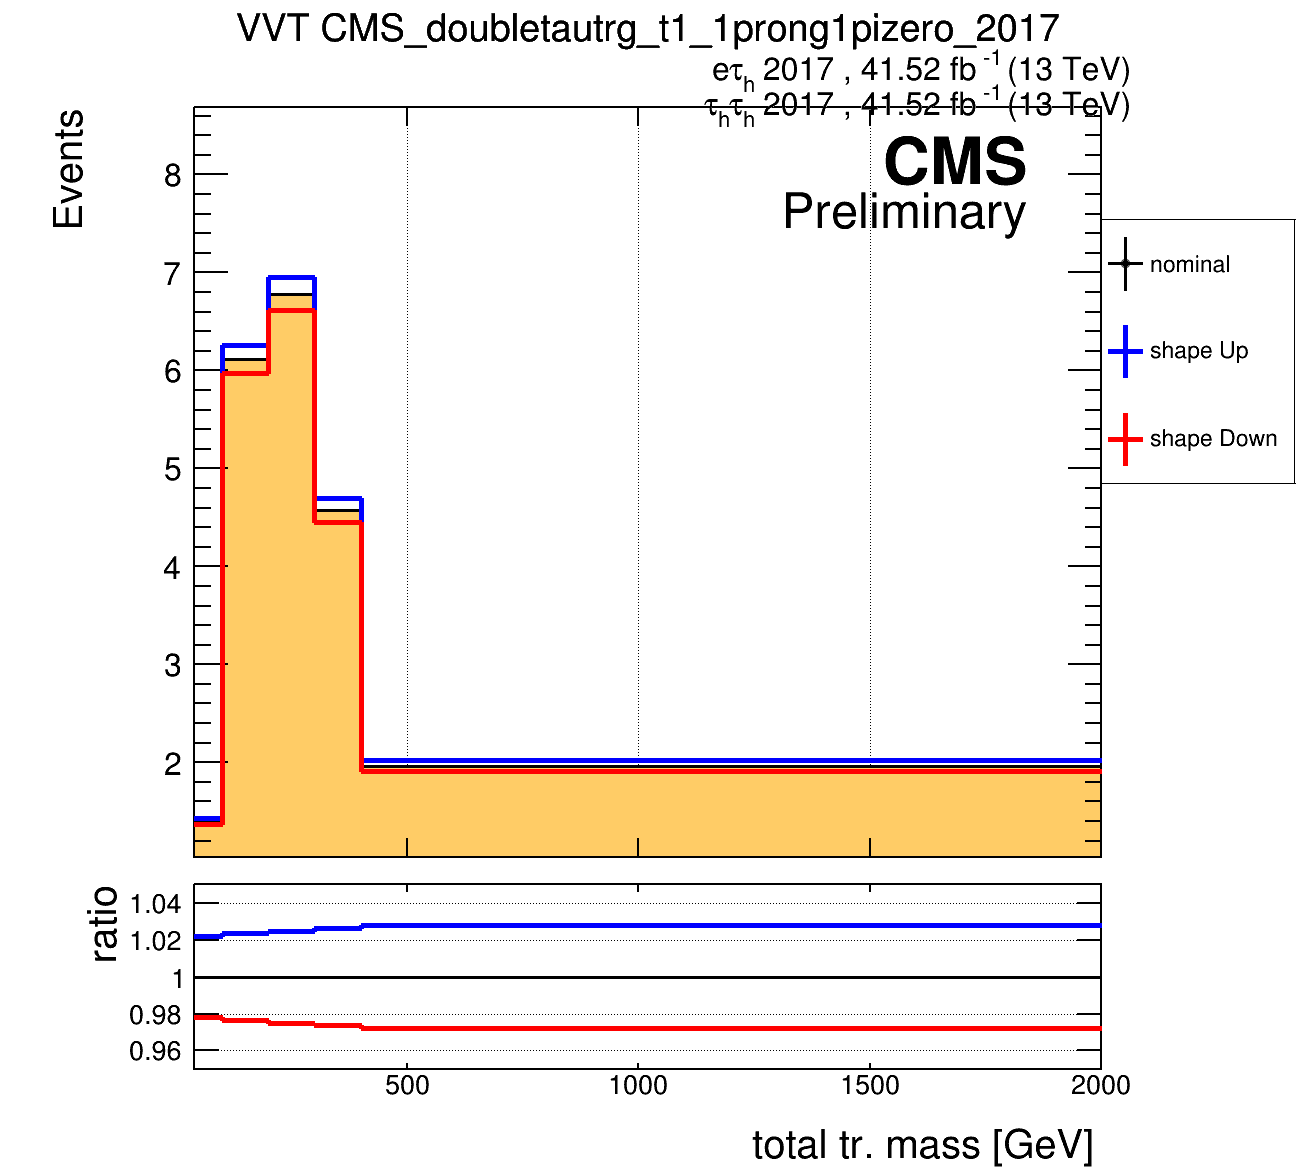 VVT CMS_doubletautrg_t1_1prong1pizero_2017
eτh 2017 , 41.52 fb-1 (13 TeV)
τhτh 2017 , 41.52 fb-1 (13 TeV)
CMS
Preliminary
Events
8
7
6
5
4
3
2
nominal
shape Up
shape Down
ratio
1.04
1.02
1
0.98
0.96
500 1000 1500 2000
total tr. mass [GeV]